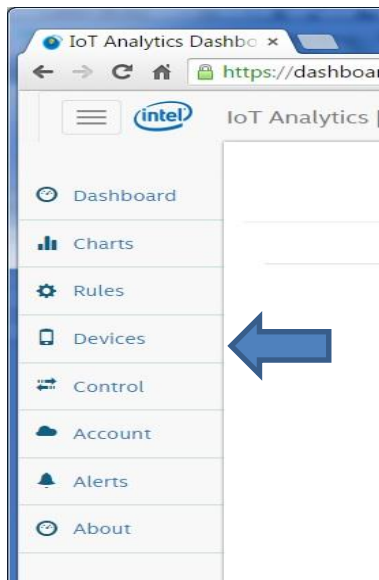 IoT Analytics Dashbo
https://dashboar
intel IoT Analytics |
Dashboard
Charts
Rules
Devices
Control
Account
Alerts
About